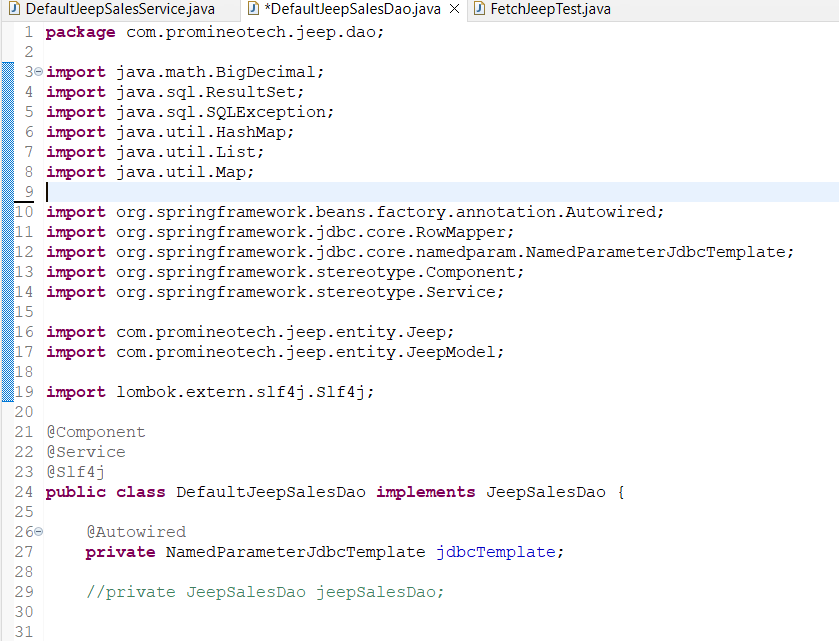 DefaultJeepSalesService.java *DefaultJeepSalesDao.java FetchJeepTest.java
1 package com.promineotech.jeep.dao;
2
3 import java.math.BigDecimal;
4 import java.sql.ResultSet;
5 import java.sql.SQLException;
6 import java.util.HashMap;
7 import java.util.List;
8 import java.util.Map;
9
10 import org.springframework.beans.factory.annotation.Autowired;
11 import org.springframework.jdbc.core.RowMapper;
12 import org.springframework.jdbc.core.namedparam.NamedParameterJdbcTemplate;
13 import org.springframework.stereotype.Component;
14 import org.springframework.stereotype.Service;
15
16 import com.promineotech.jeep.entity.Jeep;
17 import com.promineotech.jeep.entity.JeepModel;
18
19 import lombok.extern.slf4j.Slf4j;
20
21 @Component
22 @Service
23 @Slf4j
24 public class DefaultJeepSalesDao implements JeepSalesDao {
25
26 @Autowired
27 private NamedParameterJdbcTemplate jdbcTemplate;
28
29 //private JeepSalesDao jeepSalesDao;
30
31